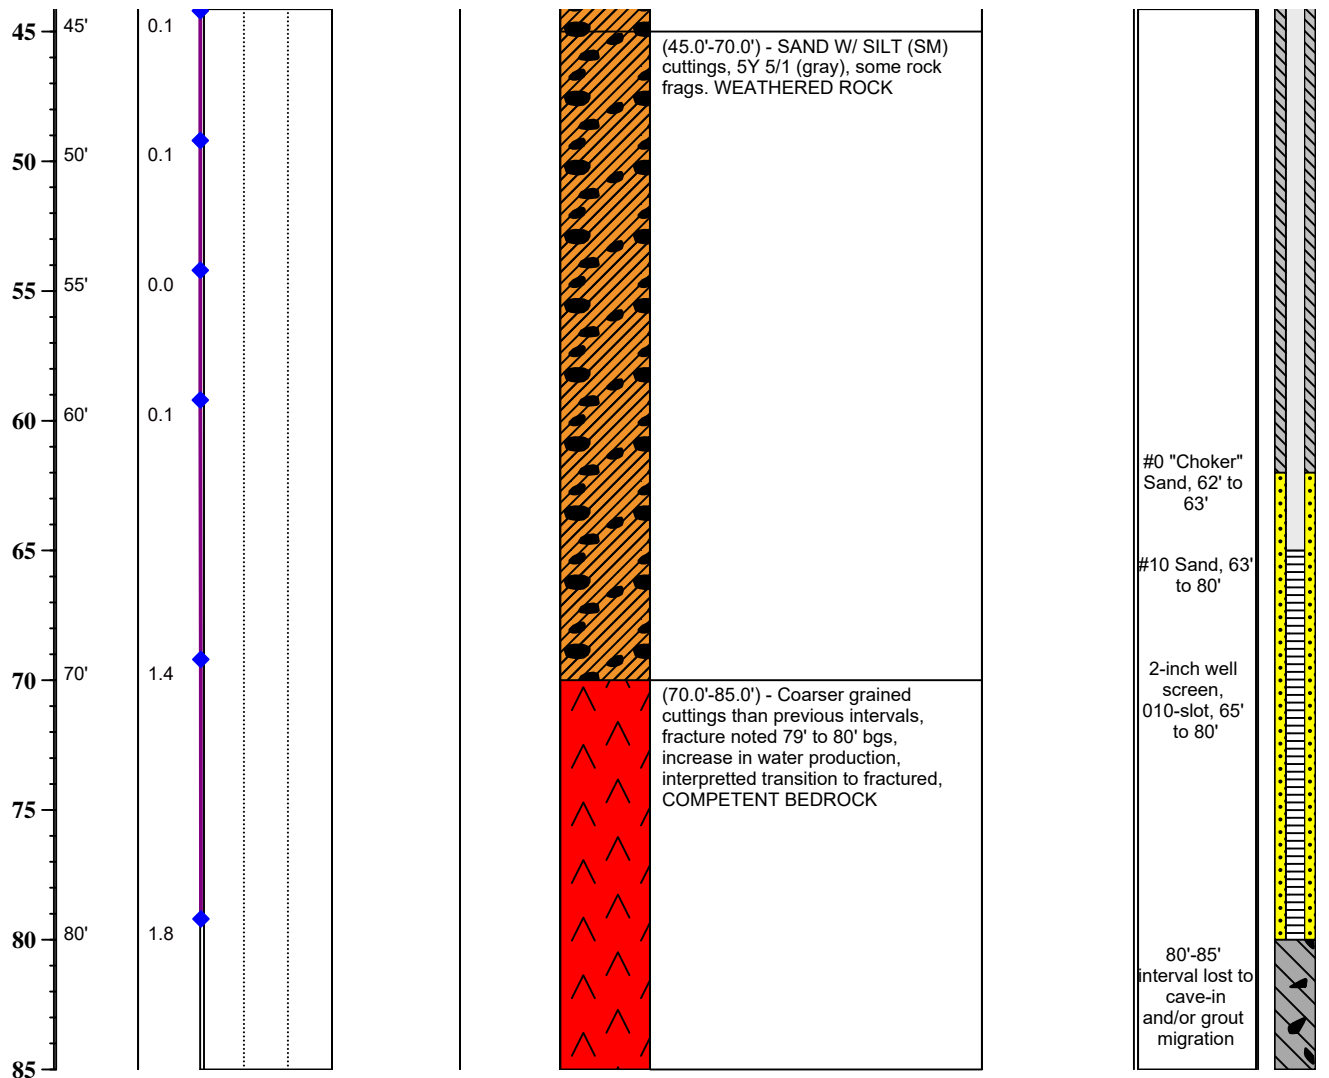 45
45'
0.1
(45.0'-70.0') - SAND W/ SILT (SM)
cuttings, 5Y 5/1 (gray), some rock
frags. WEATHERED ROCK
50
50'
0.1
55
55'
0.0
60
60'
0.1
#0 "Choker"
Sand, 62' to
63'
65
#10 Sand, 63'
to 80'
70
70'
1.4
2-inch well
screen,
010-slot, 65'
to 80'
(70.0'-85.0') - Coarser grained
cuttings than previous intervals,
fracture noted 79' to 80' bgs,
increase in water production,
interpretted transition to fractured,
COMPETENT BEDROCK
75
80
80'
1.8
80'-85'
interval lost to
cave-in
and/or grout
migration
85